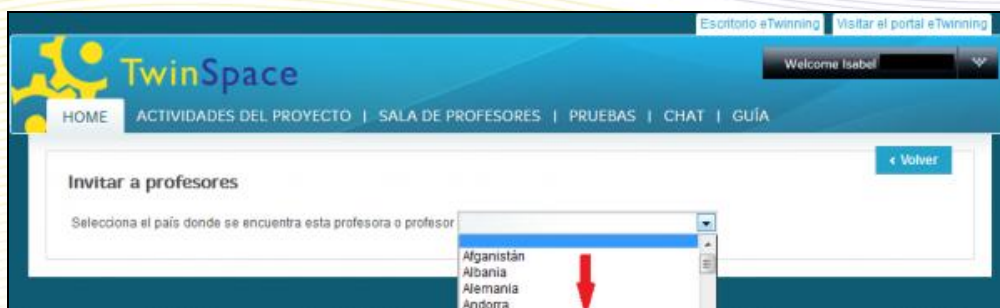 Escritorio eTwinning Visitar el portal eTwinning
TwinSpace
Welcome Isabel
HOME ACTIVIDADES DEL PROYECTO | SALA DE PROFESORES | PRUEBAS | CHAT | GUÍA
‹ Volver
Invitar a profesores
Selecciona el país donde se encuentra esta profesora o profesor
Afganistán
Albania
Alemania
Andorra